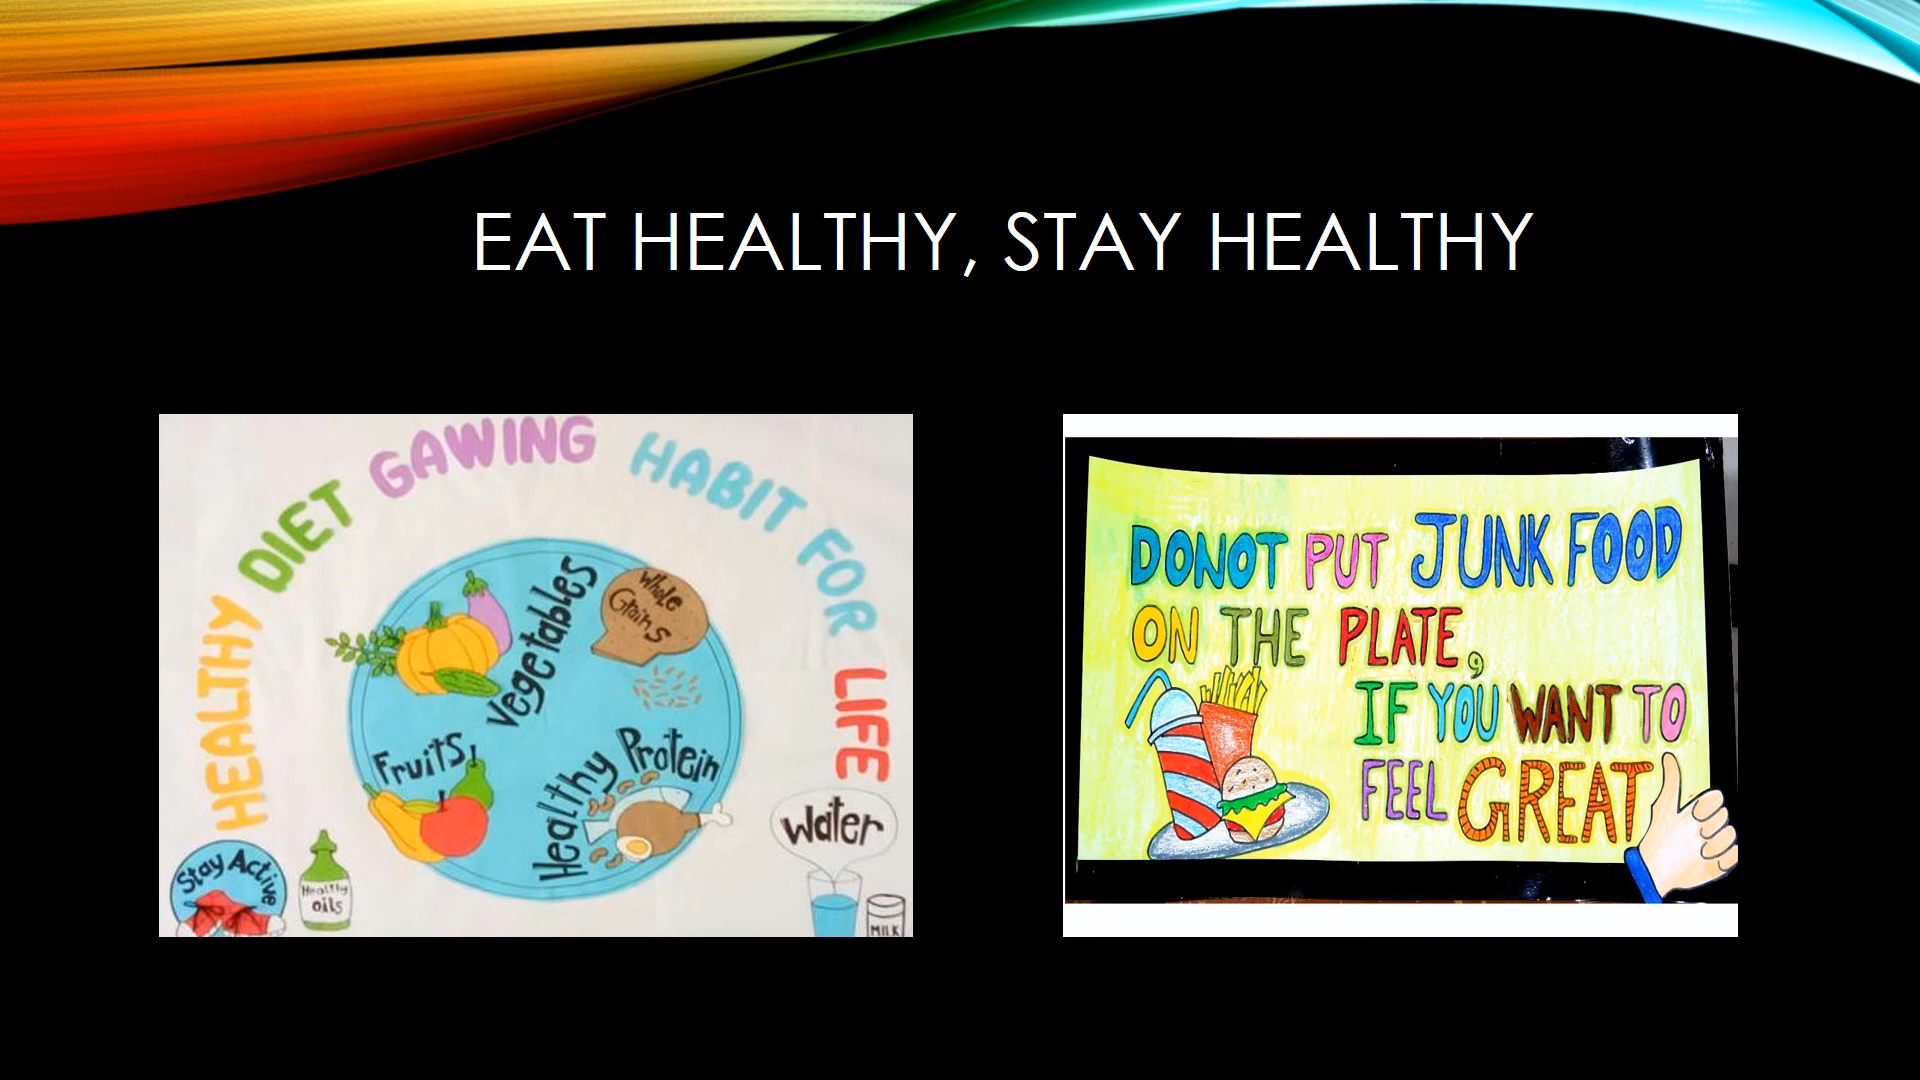 EAT HEALTHY, STAY HEALTHY
HEALTHY DIET GAWING HABIT FOR LIFE
Vegetables
Whole
Grains
Fruits
Healthy Protein
Water
Stay Active
Healthy
oils
MILK
DONOT PUT JUNK FOOD
ON THE PLATE,
IF YOU WANT TO
FEEL GREAT